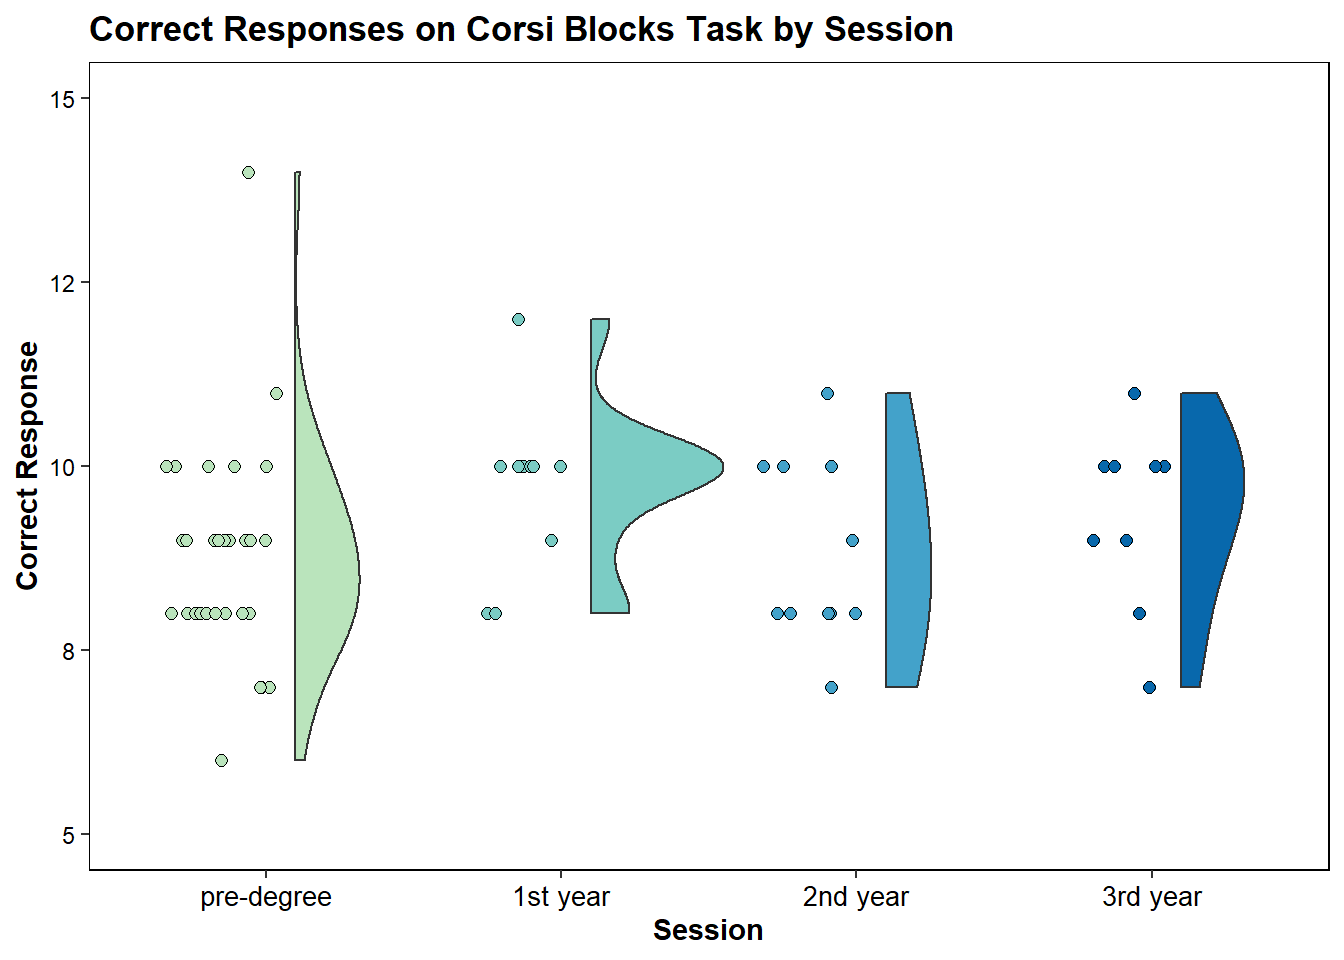 Correct Responses on Corsi Blocks Task by Session
15
12
10
8
5
Correct Response
pre-degree
1st year
2nd year
3rd year
Session